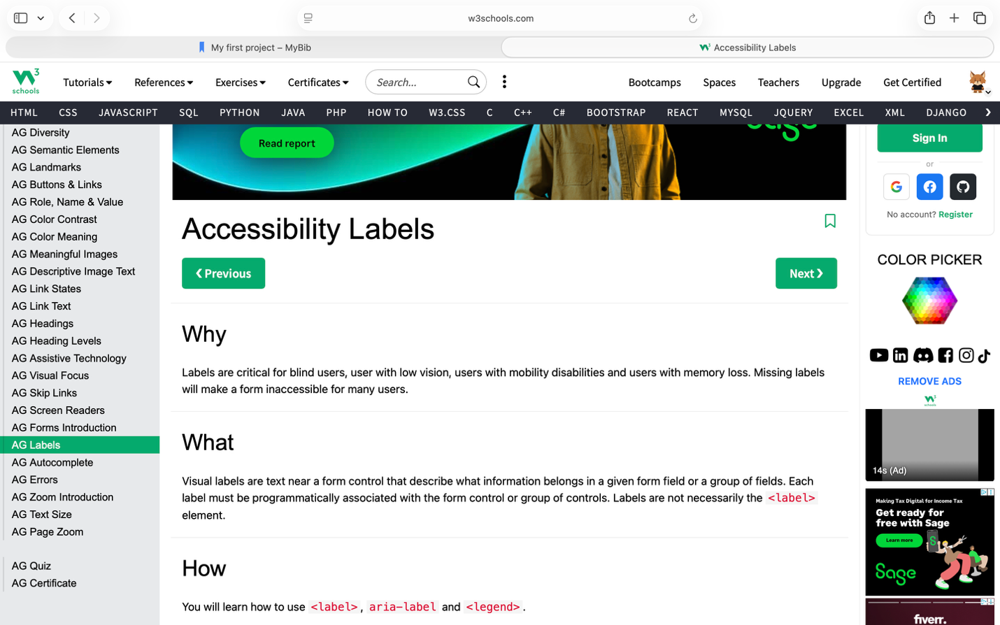 w3schools.com
My first project – MyBib
Accessibility Labels
3
schools
Tutorials
References
Exercises
Certificates
Search...
Bootcamps
Spaces
Teachers
Upgrade
Get Certified
HTML CSS JAVASCRIPT SQL PYTHON JAVA PHP HOW TO W3.CSS C C++ C# BOOTSTRAP REACT MYSQL JQUERY EXCEL XML DJANGO
AG Diversity
AG Semantic Elements
AG Landmarks
AG Buttons & Links
AG Role, Name & Value
AG Color Contrast
AG Color Meaning
AG Meaningful Images
AG Descriptive Image Text
AG Link States
AG Link Text
AG Headings
AG Heading Levels
AG Assistive Technology
AG Visual Focus
AG Skip Links
AG Screen Readers
AG Forms Introduction
AG Labels
AG Autocomplete
AG Errors
AG Zoom Introduction
AG Text Size
AG Page Zoom
AG Quiz
AG Certificate
Read report
sage
Accessibility Labels
❮ Previous
Next ❯
Why
Labels are critical for blind users, user with low vision, users with mobility disabilities and users with memory loss. Missing labels
will make a form inaccessible for many users.
What
Visual labels are text near a form control that describe what information belongs in a given form field or a group of fields. Each
label must be programmatically associated with the form control or group of controls. Labels are not necessarily the <label>
element.
How
You will learn how to use <label>, aria-label and <legend>.
Sign In
or
No account? Register
COLOR PICKER
REMOVE ADS
schools
14s (Ad)
Making Tax Digital for Income Tax
Get ready for
free with Sage
Learn more
Sage
fiverr.